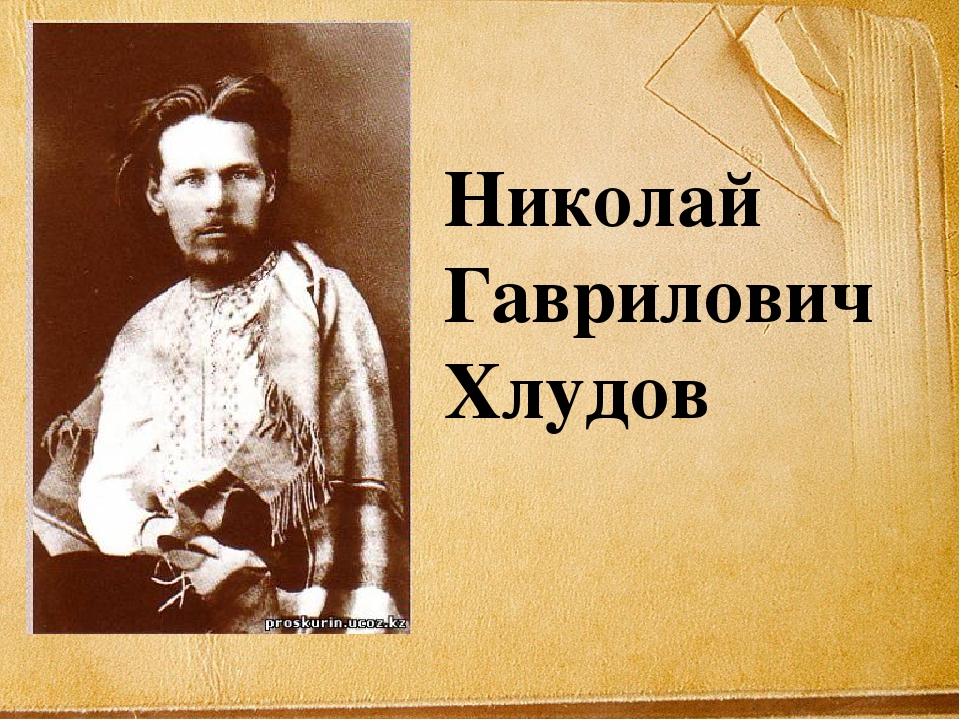 Николай
Гаврилович
Хлудов
proskurin.ucoz.kz